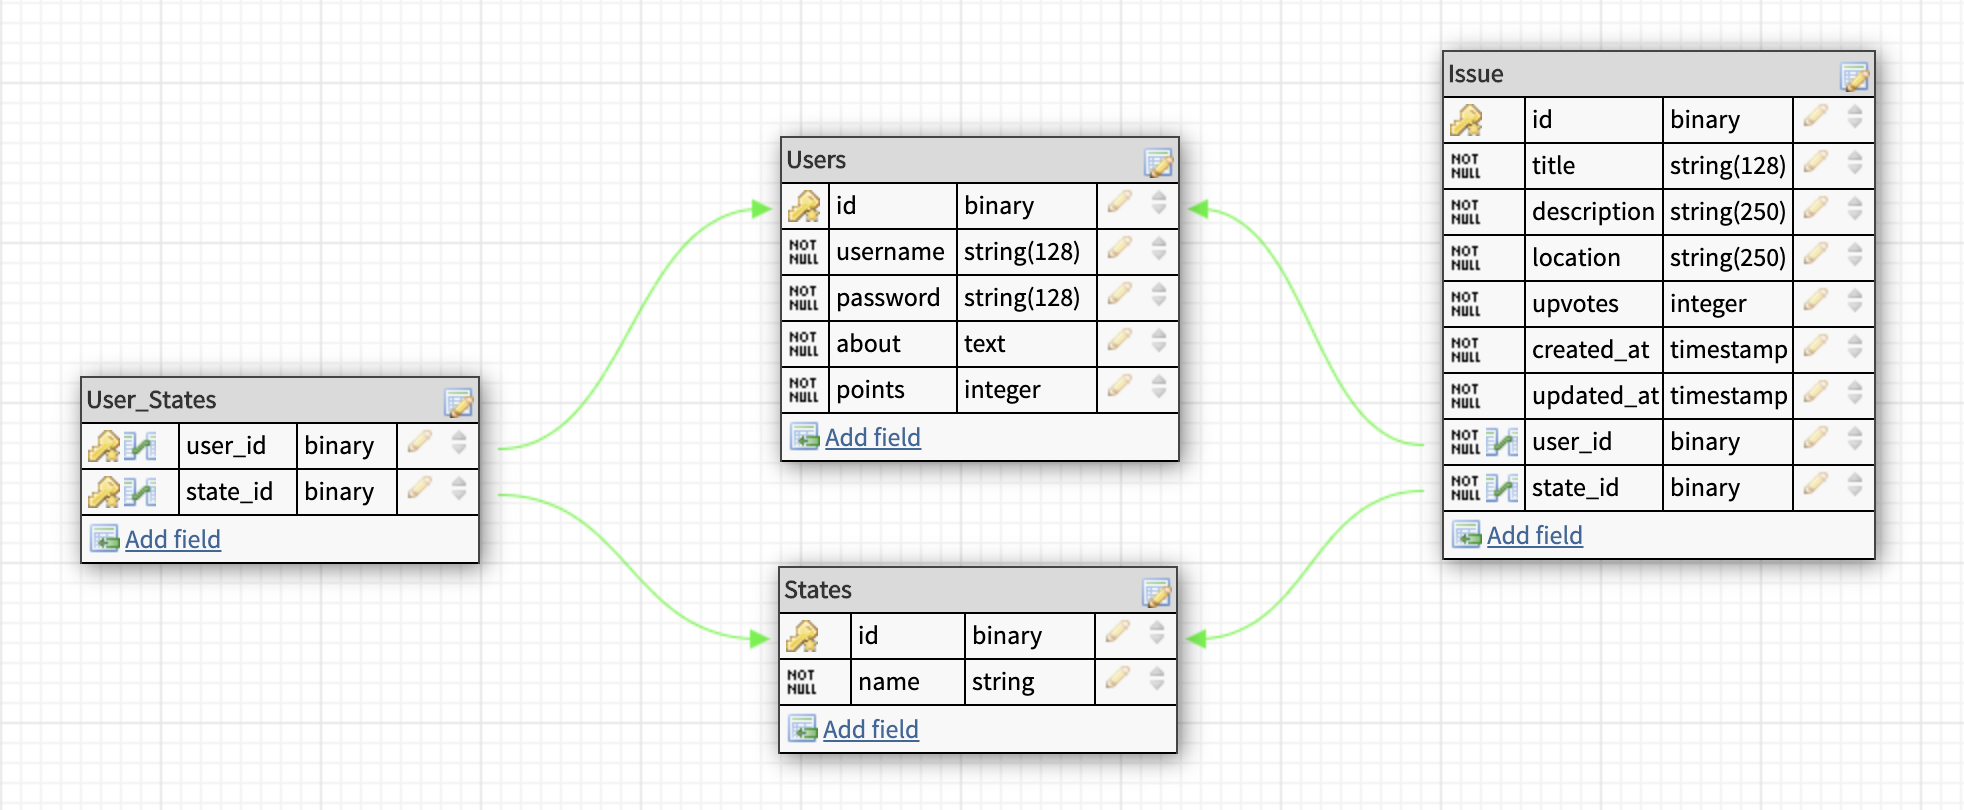 User_States
user_id binary
state_id binary
Add field
Users
id binary
NOT NULL username string(128)
NOT NULL password string(128)
NOT NULL about text
NOT NULL points integer
Add field
States
id binary
NOT NULL name string
Add field
Issue
id binary
NOT NULL title string(128)
NOT NULL description string(250)
NOT NULL location string(250)
NOT NULL upvotes integer
NOT NULL created_at timestamp
NOT NULL updated_at timestamp
NOT NULL user_id binary
NOT NULL state_id binary
Add field